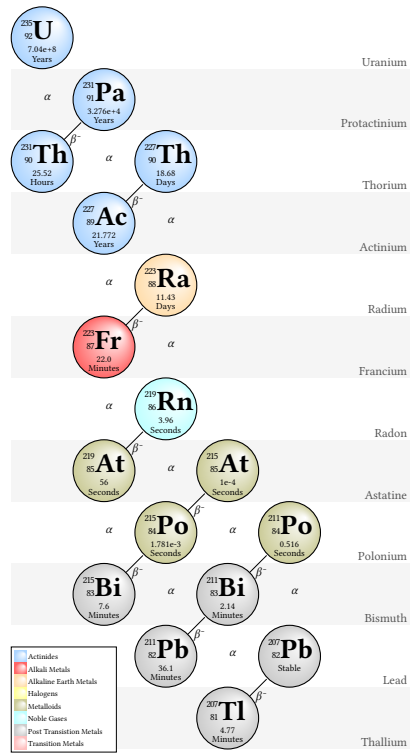 235
92 U
7.04e+8
Years
Uranium
α
231
91 Pa
3.276e+4
Years
Protactinium
β⁻
231
90 Th
25.52
Hours
α
227
90 Th
18.68
Days
Thorium
β⁻
227
89 Ac
21.772
Years
α
Actinium
α
223
88 Ra
11.43
Days
Radium
β⁻
223
87 Fr
22.0
Minutes
α
Francium
α
219
86 Rn
3.96
Seconds
Radon
β⁻
219
85 At
56
Seconds
α
215
85 At
1e-4
Seconds
Astatine
β⁻
α
215
84 Po
1.781e-3
Seconds
α
211
84 Po
0.516
Seconds
Polonium
β⁻
β⁻
215
83 Bi
7.6
Minutes
α
211
83 Bi
2.14
Minutes
α
Bismuth
β⁻
211
82 Pb
36.1
Minutes
α
207
82 Pb
Stable
Lead
β⁻
207
81 Tl
4.77
Minutes
Thallium
Actinides
Alkali Metals
Alkaline Earth Metals
Halogens
Metalloids
Noble Gases
Post Transistion Metals
Transition Metals